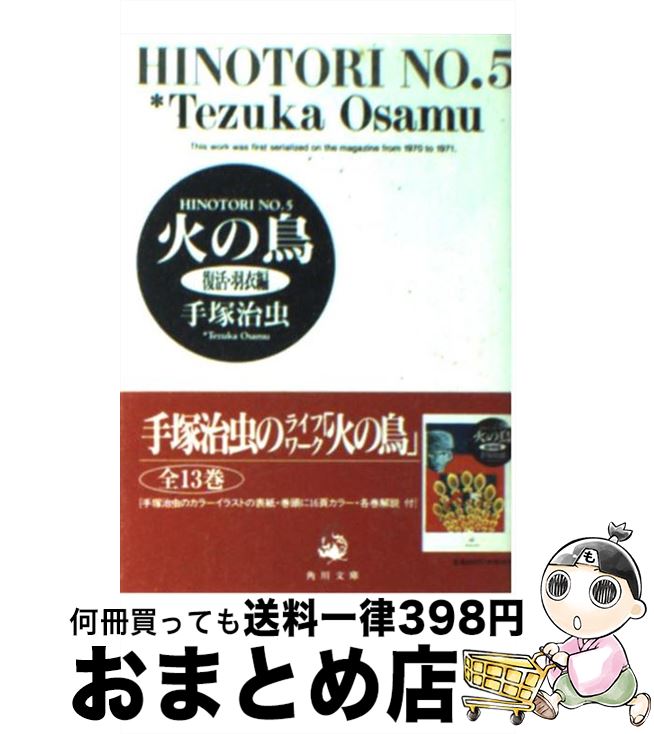 HINOTORI NO.5
*Tezuka Osamu
This work was first serialized on the magazine from 1970 to 1971.
HINOTORI NO.5
火の鳥
復活・羽衣編
手塚治虫
*Tezuka Osamu
手塚治虫のライフワーク「火の鳥」
全13巻
[手塚治虫のカラーイラストの表紙・巻頭に16頁カラー・各巻解説 付]
火の鳥
角川文庫
も
何冊買っても送料一律398円
おまとめ店